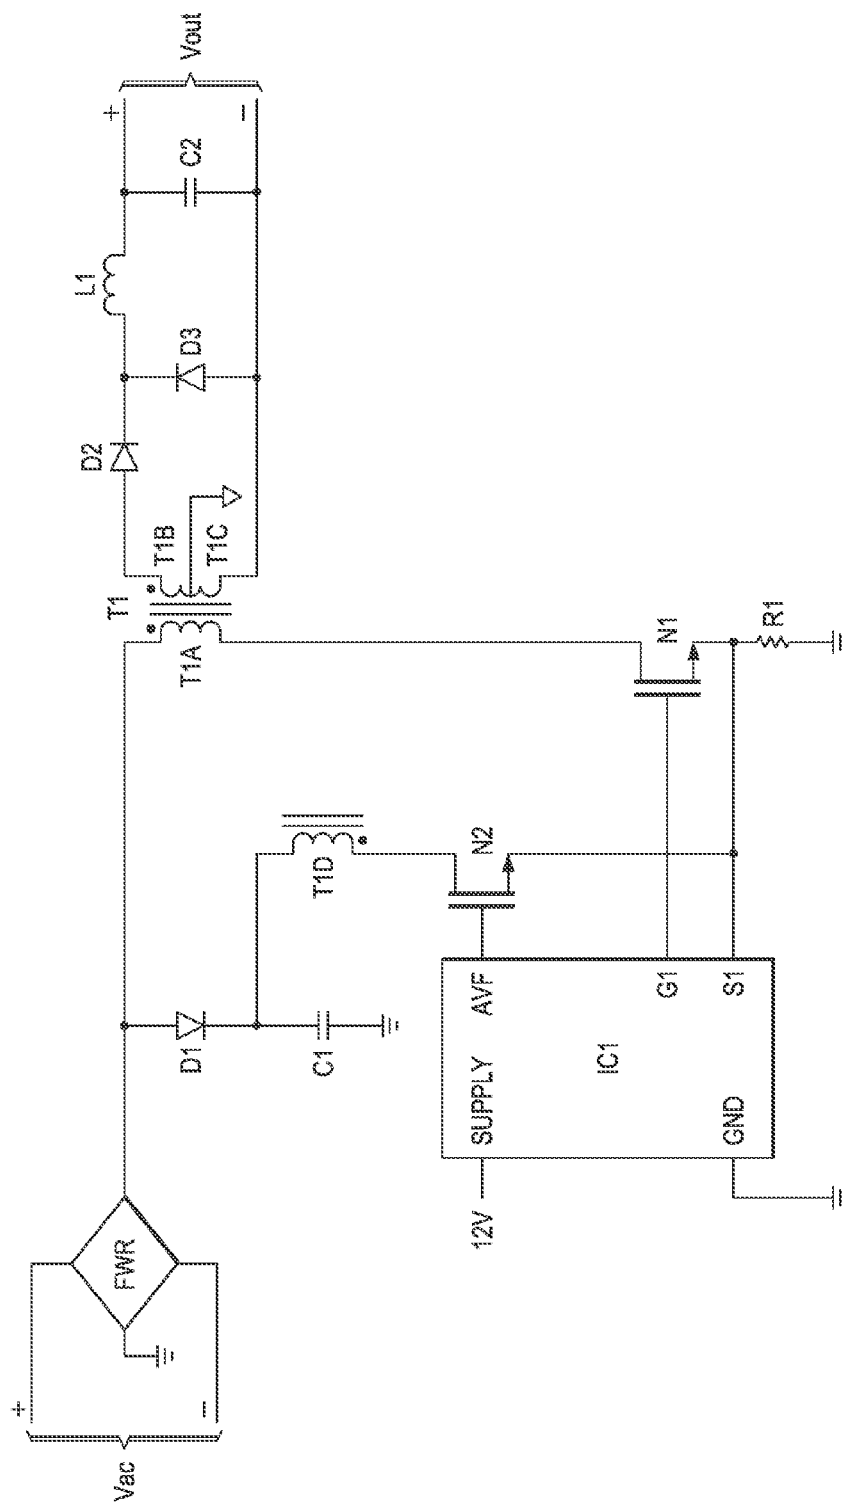 Vac
+
−
FWR
D1
C1
12V
SUPPLY
AVF
IC1
GND
G1
S1
T1D
N2
N1
R1
T1
T1A
T1B
T1C
D2
D3
L1
C2
+
−
Vout